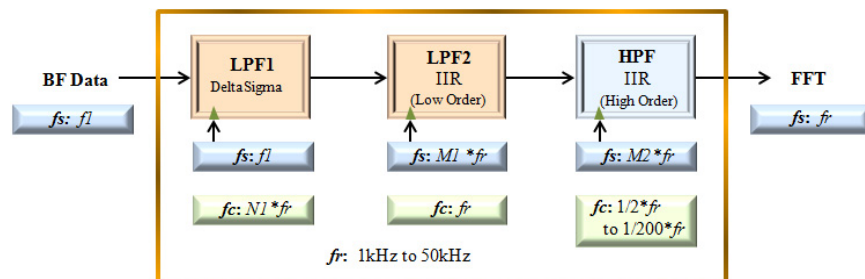 BF Data
fs: f1
LPF1
DeltaSigma
fs: f1
fc: N1*fr
LPF2
IIR
(Low Order)
fs: M1 *fr
fc: fr
HPF
IIR
(High Order)
fs: M2*fr
fc: 1/2*fr
to 1/200*fr
FFT
fs: fr
fr: 1kHz to 50kHz